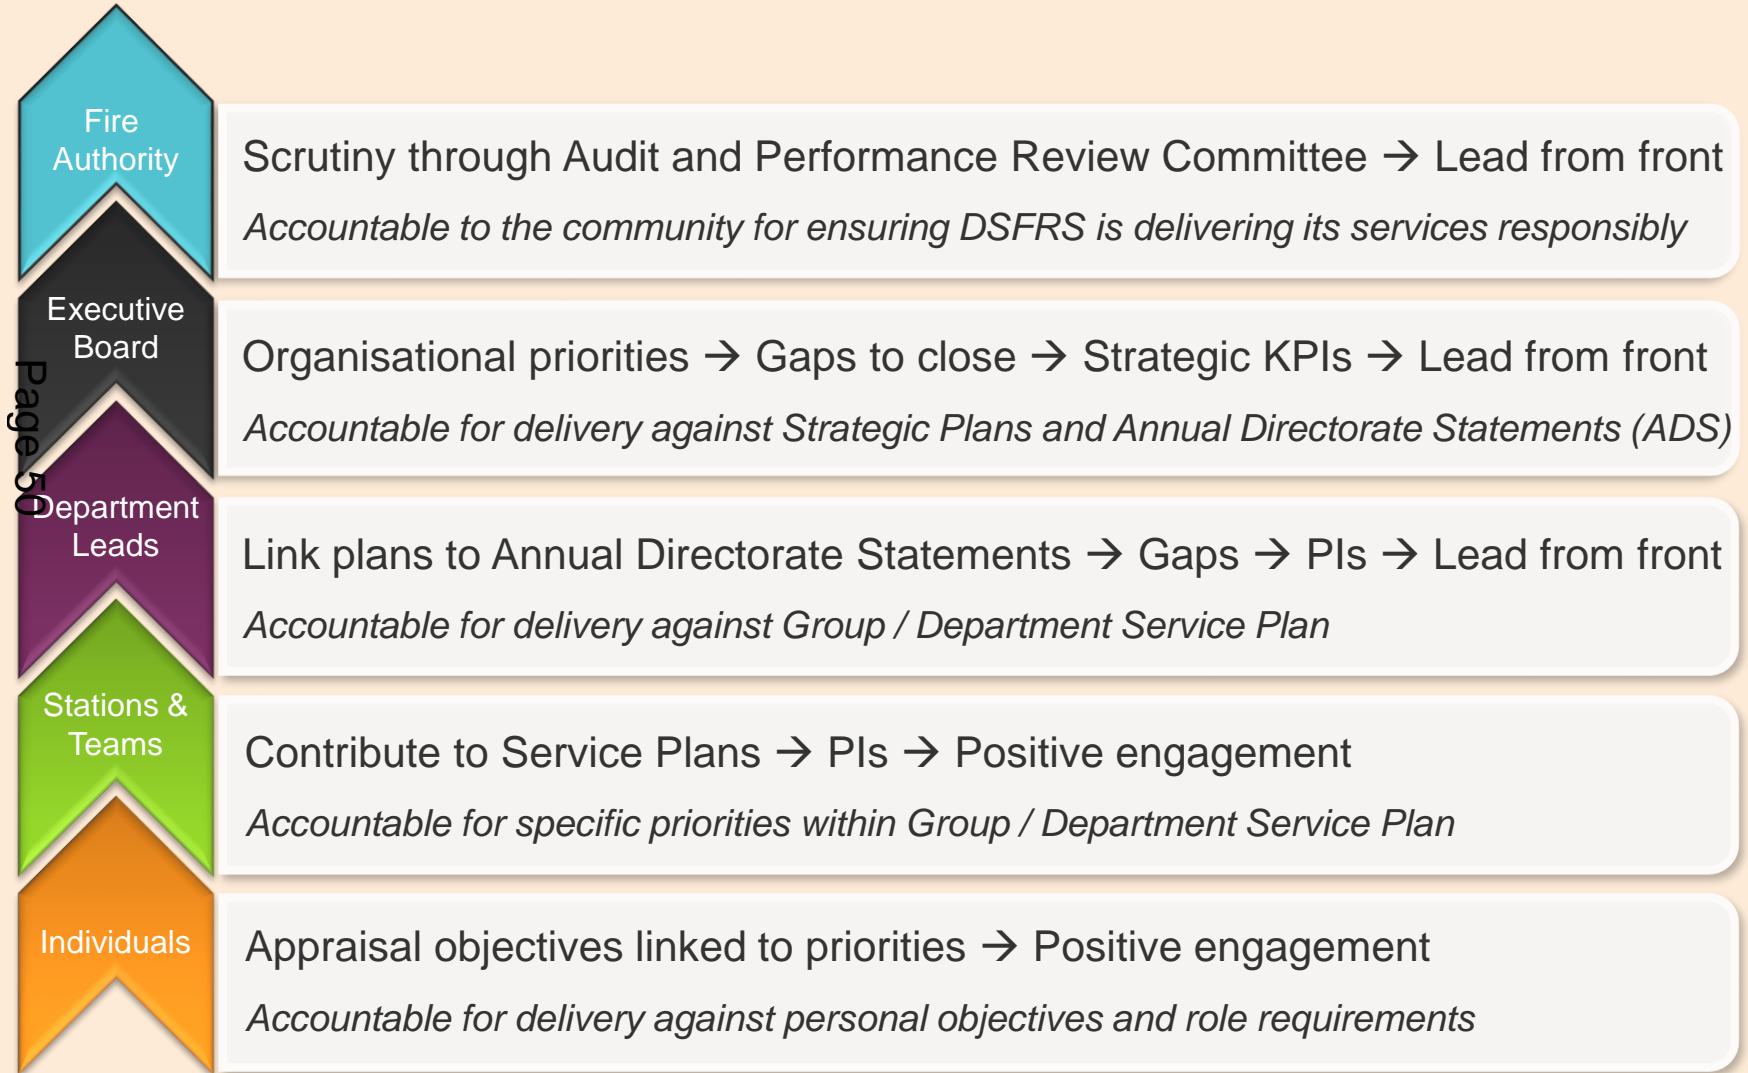 Fire
Authority
Scrutiny through Audit and Performance Review Committee → Lead from front
Accountable to the community for ensuring DSFRS is delivering its services responsibly
Executive
Board
Organisational priorities → Gaps to close → Strategic KPIs → Lead from front
Accountable for delivery against Strategic Plans and Annual Directorate Statements (ADS)
Page 50
Department
Leads
Link plans to Annual Directorate Statements → Gaps → PIs → Lead from front
Accountable for delivery against Group / Department Service Plan
Stations &
Teams
Contribute to Service Plans → PIs → Positive engagement
Accountable for specific priorities within Group / Department Service Plan
Individuals
Appraisal objectives linked to priorities → Positive engagement
Accountable for delivery against personal objectives and role requirements